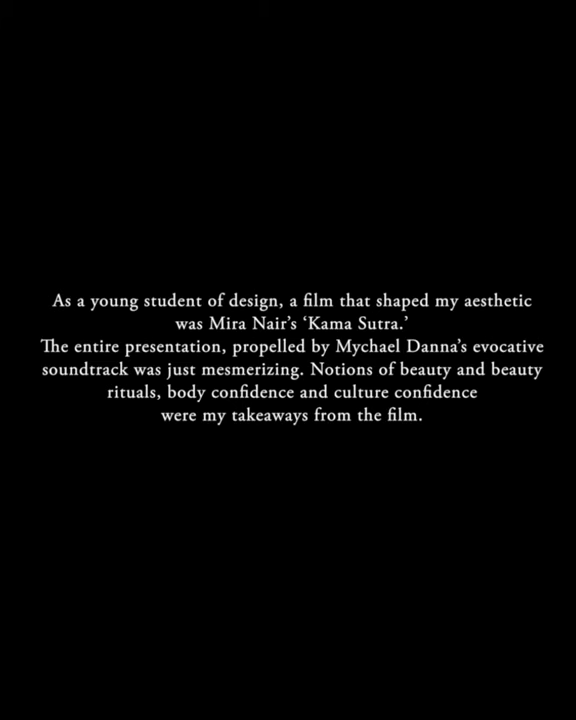 As a young student of design, a film that shaped my aesthetic
was Mira Nair’s ‘Kama Sutra.’
The entire presentation, propelled by Mychael Danna’s evocative
soundtrack was just mesmerizing. Notions of beauty and beauty
rituals, body confidence and culture confidence
were my takeaways from the film.